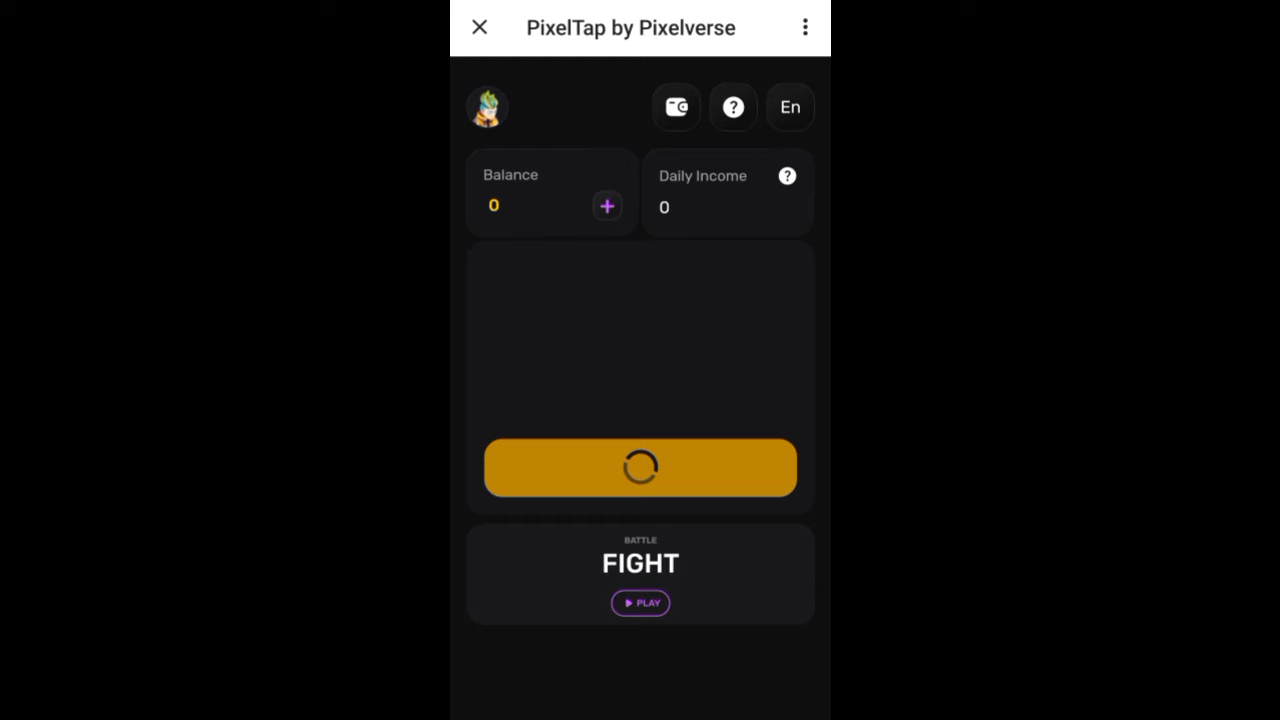 PixelTap by Pixelverse
En
Balance
0
Daily Income
0
BATTLE
FIGHT
PLAY